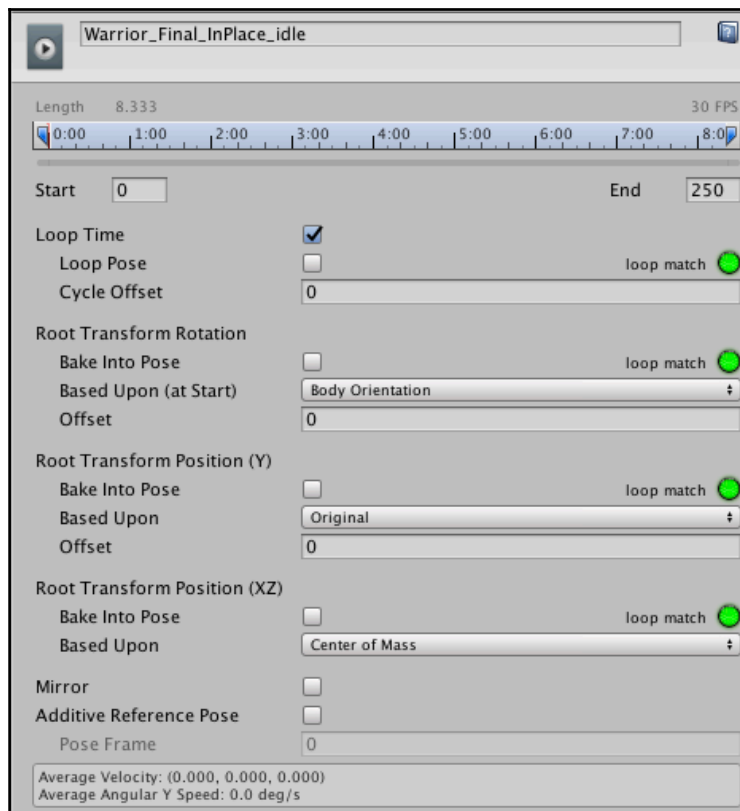 Warrior_Final_InPlace_idle
Length 8.333 30 FPS
0:00 1:00 2:00 3:00 4:00 5:00 6:00 7:00 8:0
Start 0 End 250
Loop Time
Loop Pose loop match
Cycle Offset 0
Root Transform Rotation
Bake Into Pose loop match
Based Upon (at Start) Body Orientation
Offset 0
Root Transform Position (Y)
Bake Into Pose loop match
Based Upon Original
Offset 0
Root Transform Position (XZ)
Bake Into Pose loop match
Based Upon Center of Mass
Mirror
Additive Reference Pose
Pose Frame 0
Average Velocity: (0.000, 0.000, 0.000)
Average Angular Y Speed: 0.0 deg/s